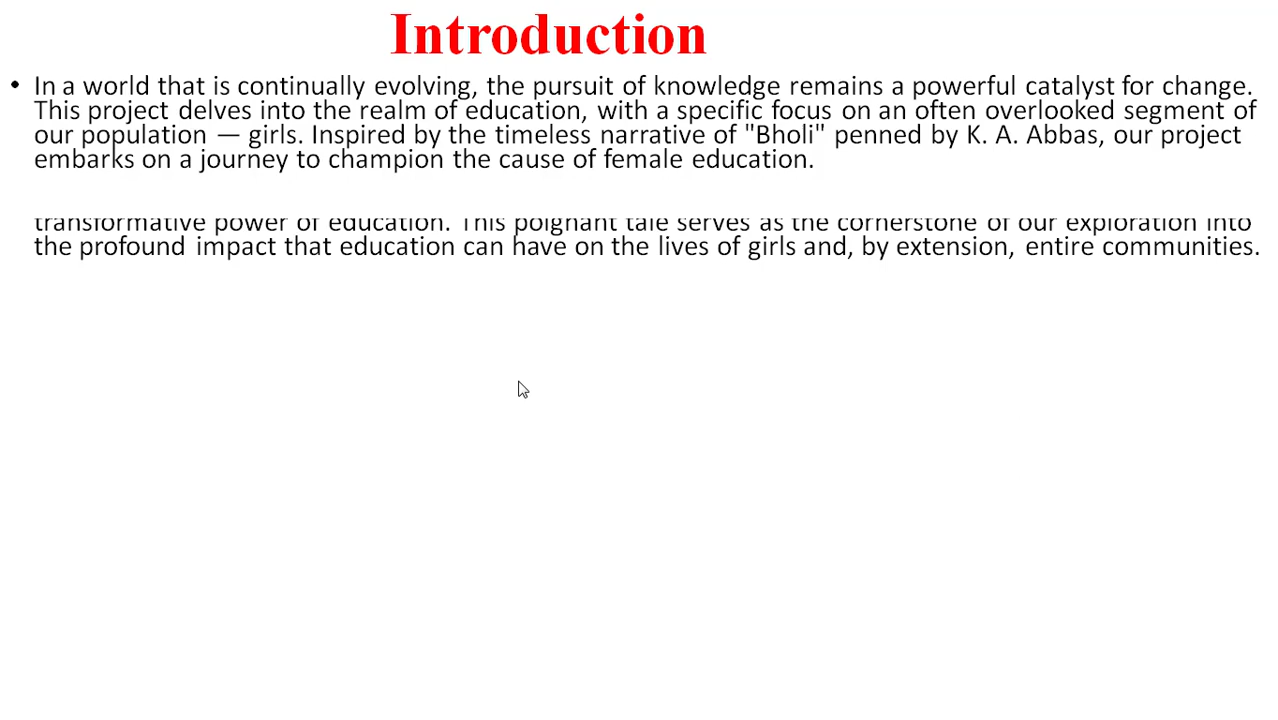 Introduction
• In a world that is continually evolving, the pursuit of knowledge remains a powerful catalyst for change.
This project delves into the realm of education, with a specific focus on an often overlooked segment of
our population — girls. Inspired by the timeless narrative of "Bholi" penned by K. A. Abbas, our project
embarks on a journey to champion the cause of female education.
transformative power of education. This poignant tale serves as the cornerstone of our exploration into
the profound impact that education can have on the lives of girls and, by extension, entire communities.